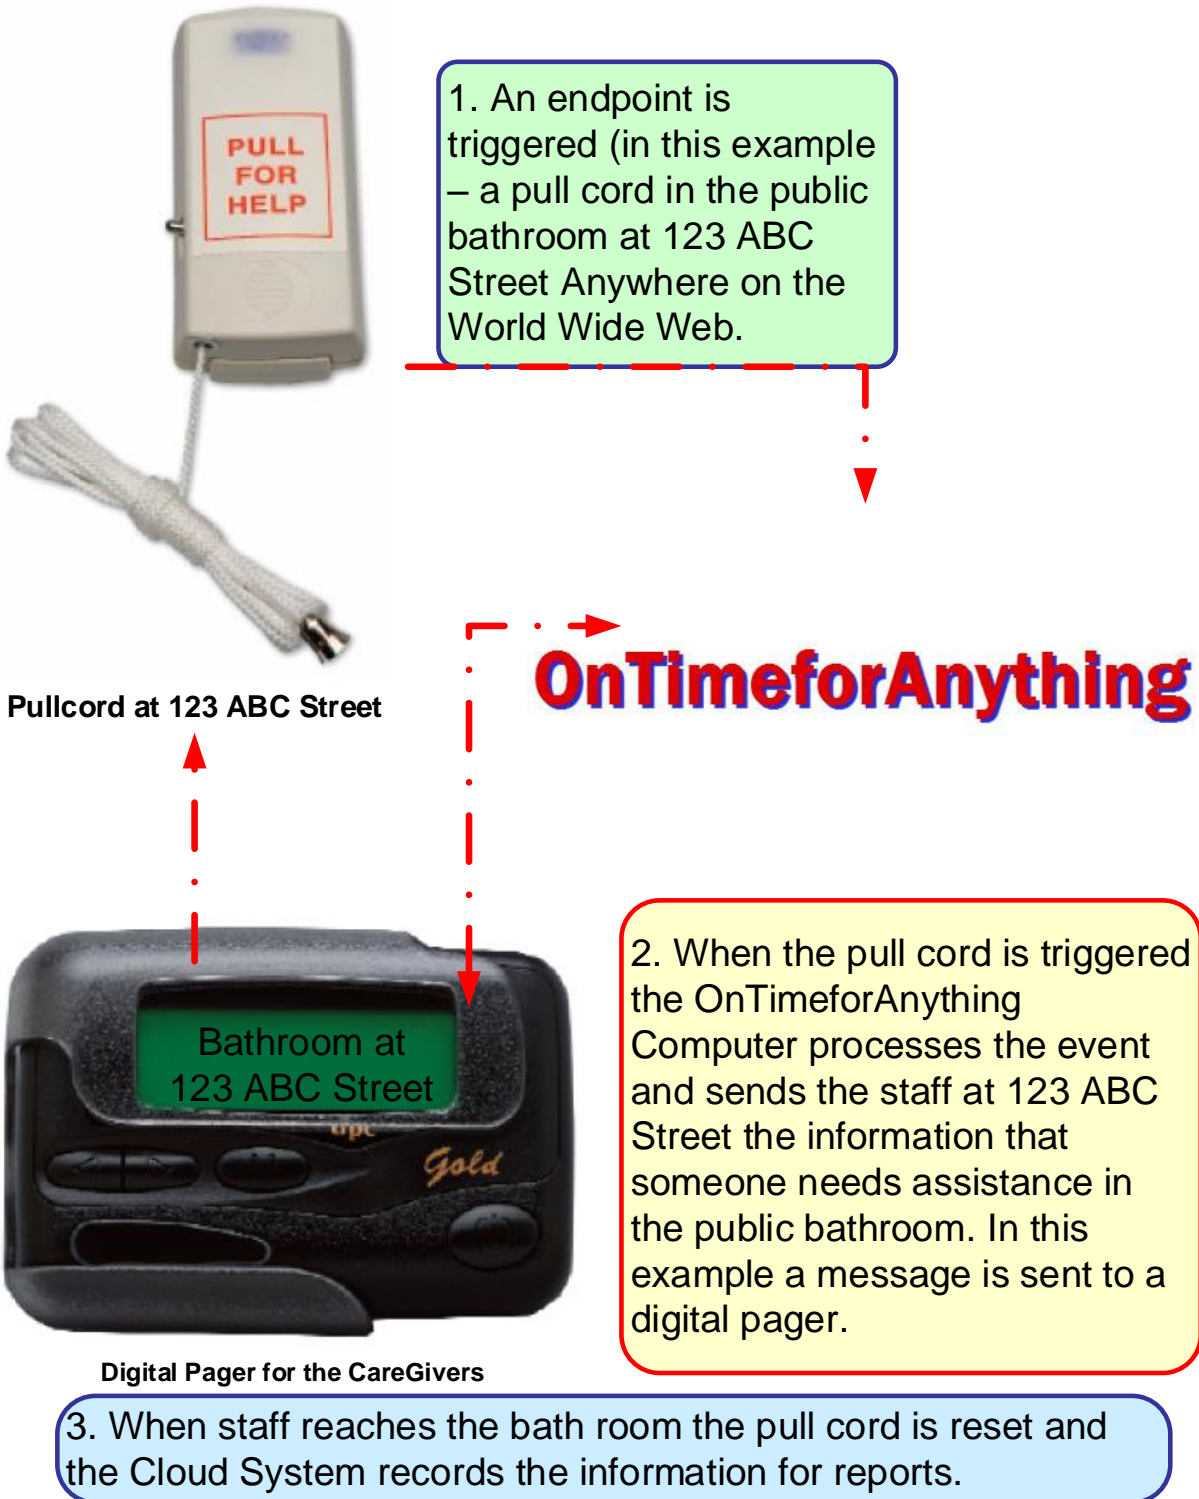 PULL
FOR
HELP
1. An endpoint is
triggered (in this example
– a pull cord in the public
bathroom at 123 ABC
Street Anywhere on the
World Wide Web.
OnTimeforAnything
Pullcord at 123 ABC Street
Bathroom at
123 ABC Street
Gold
2. When the pull cord is triggered
the OnTimeforAnything
Computer processes the event
and sends the staff at 123 ABC
Street the information that
someone needs assistance in
the public bathroom. In this
example a message is sent to a
digital pager.
Digital Pager for the CareGivers
3. When staff reaches the bath room the pull cord is reset and
the Cloud System records the information for reports.